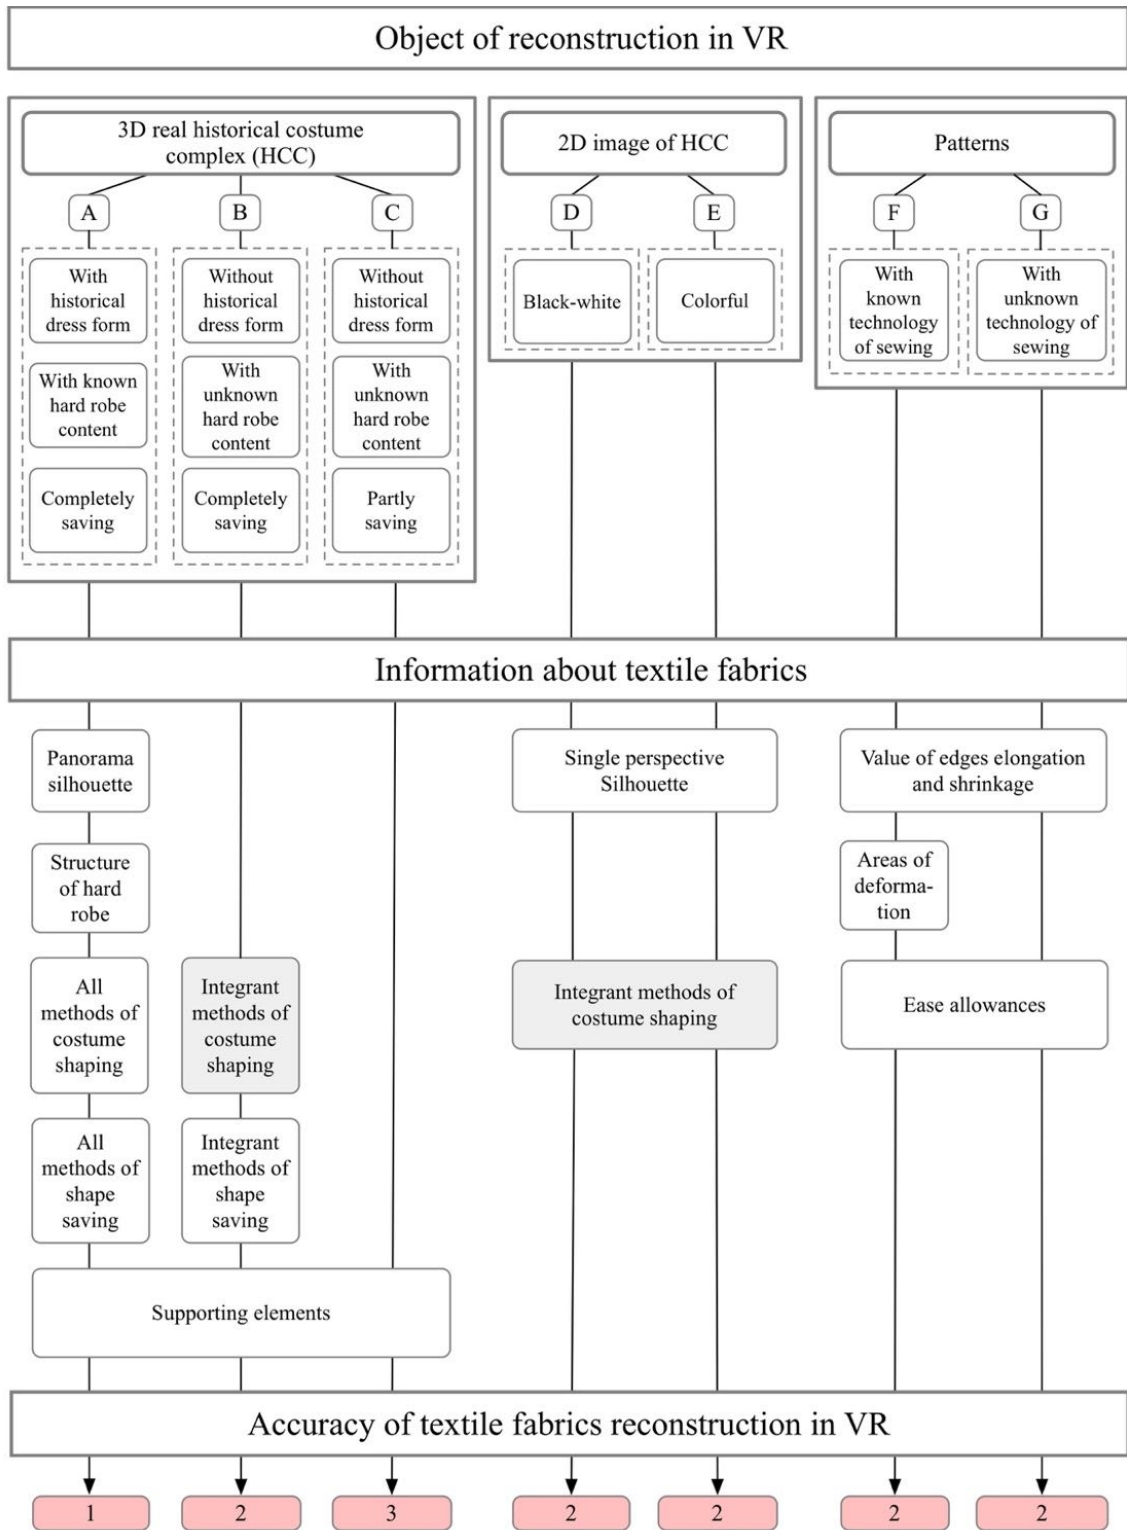 Object of reconstruction in VR
3D real historical costume
complex (HCC)
A
B
C
With
historical
dress form
With known
hard robe
content
Completely
saving
Without historical
dress form
With
unknown
hard robe
content
Completely
saving
Without historical
dress form
With
unknown
hard robe
content
Partly
saving
2D image of HCC
D
E
Black-white
Colorful
Patterns
F
G
With
known
technology
of sewing
With
unknown
technology of
sewing
Information about textile fabrics
Panorama
silhouette
Structure
of hard
robe
All
methods of
costume
shaping
All
methods of
shape
saving
Integrant
methods of
costume
shaping
Integrant
methods of
shape
saving
Supporting elements
Single perspective
Silhouette
Integrant methods of
costume shaping
Value of edges elongation
and shrinkage
Areas of
deforma-
tion
Ease allowances
Accuracy of textile fabrics reconstruction in VR
1
2
3
2
2
2
2